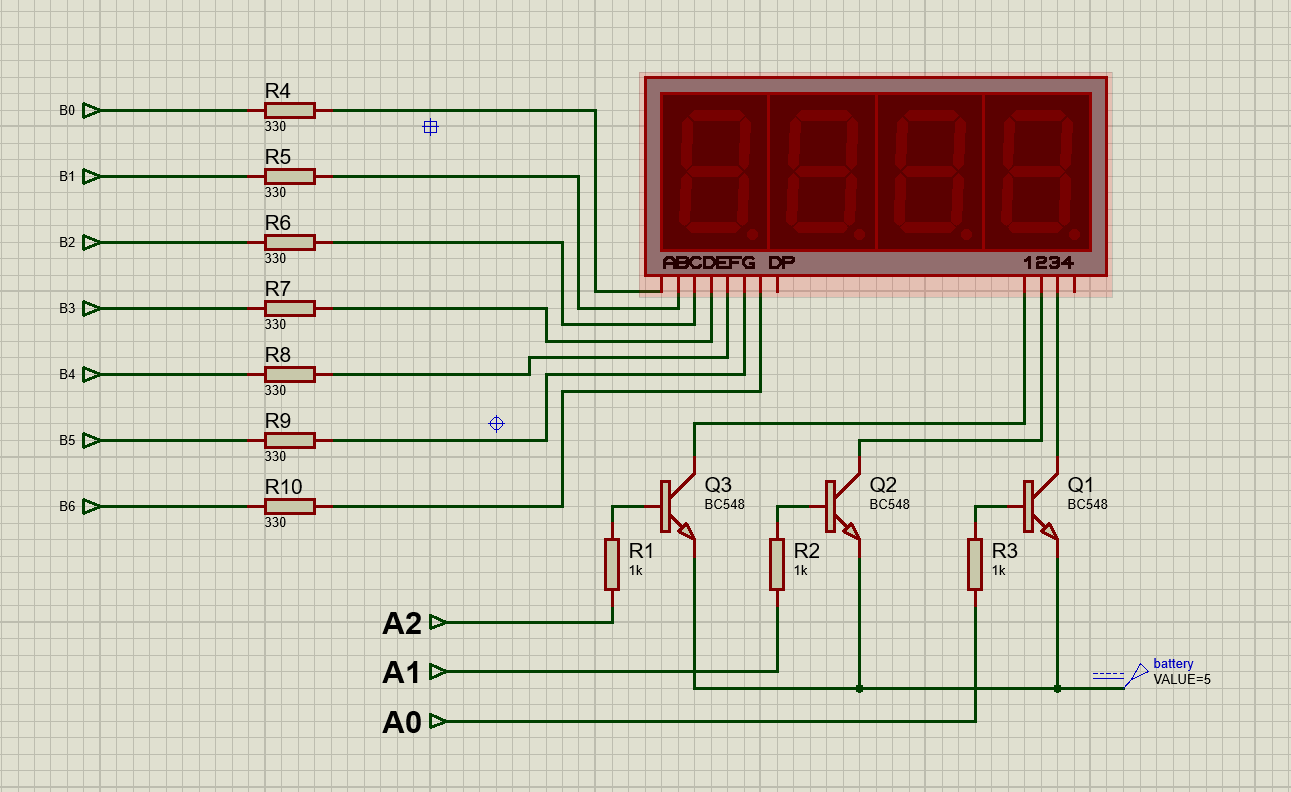 B0
R4
330
B1
R5
330
B2
R6
330
B3
R7
330
B4
R8
330
B5
R9
330
B6
R10
330
ABCDEFG DP
1234
Q3
BC548
Q2
BC548
Q1
BC548
R1
1k
R2
1k
R3
1k
A2
A1
A0
battery
VALUE=5